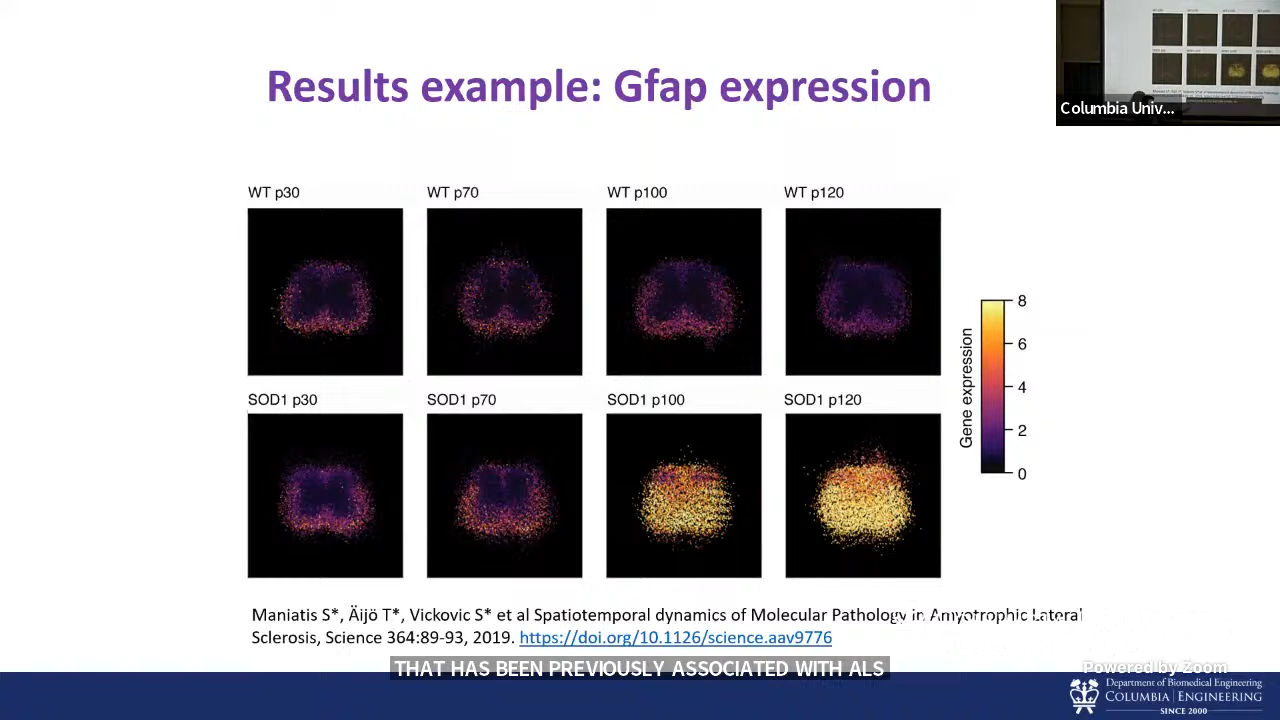 Results example: Gfap expression
Columbia Univ...
WT p30
WT p70
WT p100
WT p120
SOD1 p30
SOD1 p70
SOD1 p100
SOD1 p120
Gene expression
8
6
4
2
0
Maniatis S*, Äijö T*, Vickovic S* et al Spatiotemporal dynamics of Molecular Pathology in Amyotrophic Lateral
Sclerosis, Science 364:89-93, 2019. https://doi.org/10.1126/science.aav9776
THAT HAS BEEN PREVIOUSLY ASSOCIATED WITH ALS
Powered by Zoom
Department of Biomedical Engineering
COLUMBIA | ENGINEERING
SINCE 2000